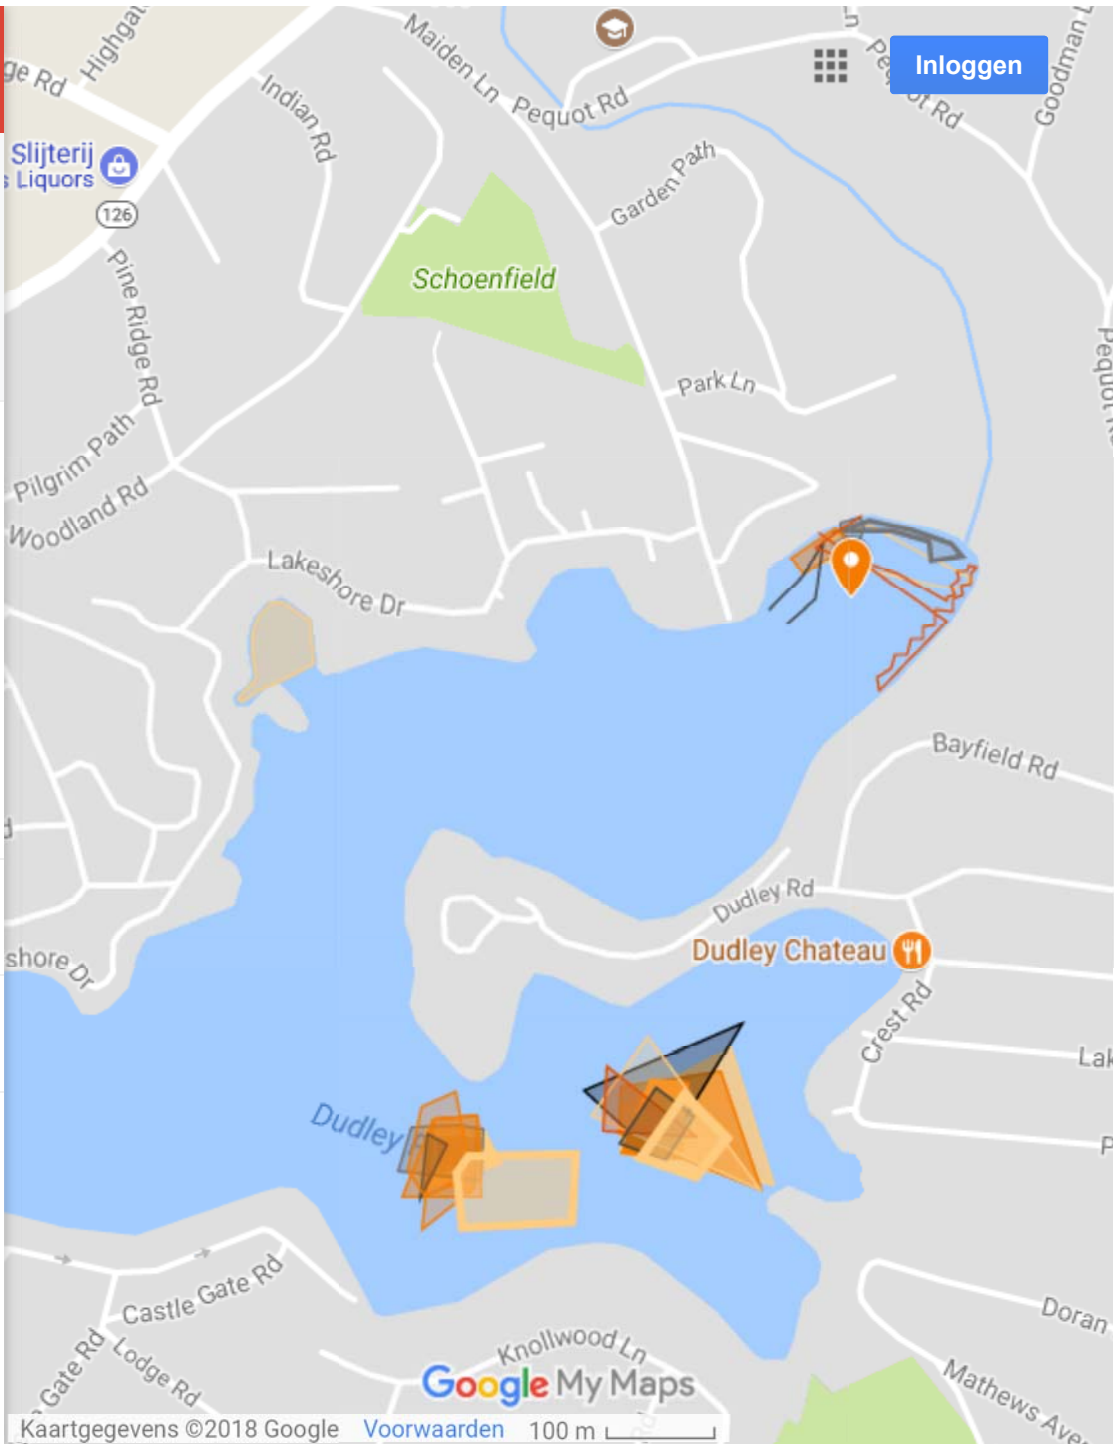 Highgat
ge Rd
Maiden Ln
Ln
Inloggen
Goodman L
Pequot Rd
Pequot Rd
Indian Rd
Slijterij
s Liquors
126
Garden Path
Pine Ridge Rd
Schoenfield
Pequot R
Park Ln
Pilgrim Path
Woodland Rd
Lakeshore Dr
Bayfield Rd
d
Dudley Rd
Dudley Chateau
shore Dr
Crest Rd
Lak
Dudley
P
Castle Gate Rd
Doran
Knollwood Ln
Gate Rd
Lodge Rd
Mathews Ave
Google My Maps
Rd
Kaartgegevens ©2018 Google Voorwaarden 100 m